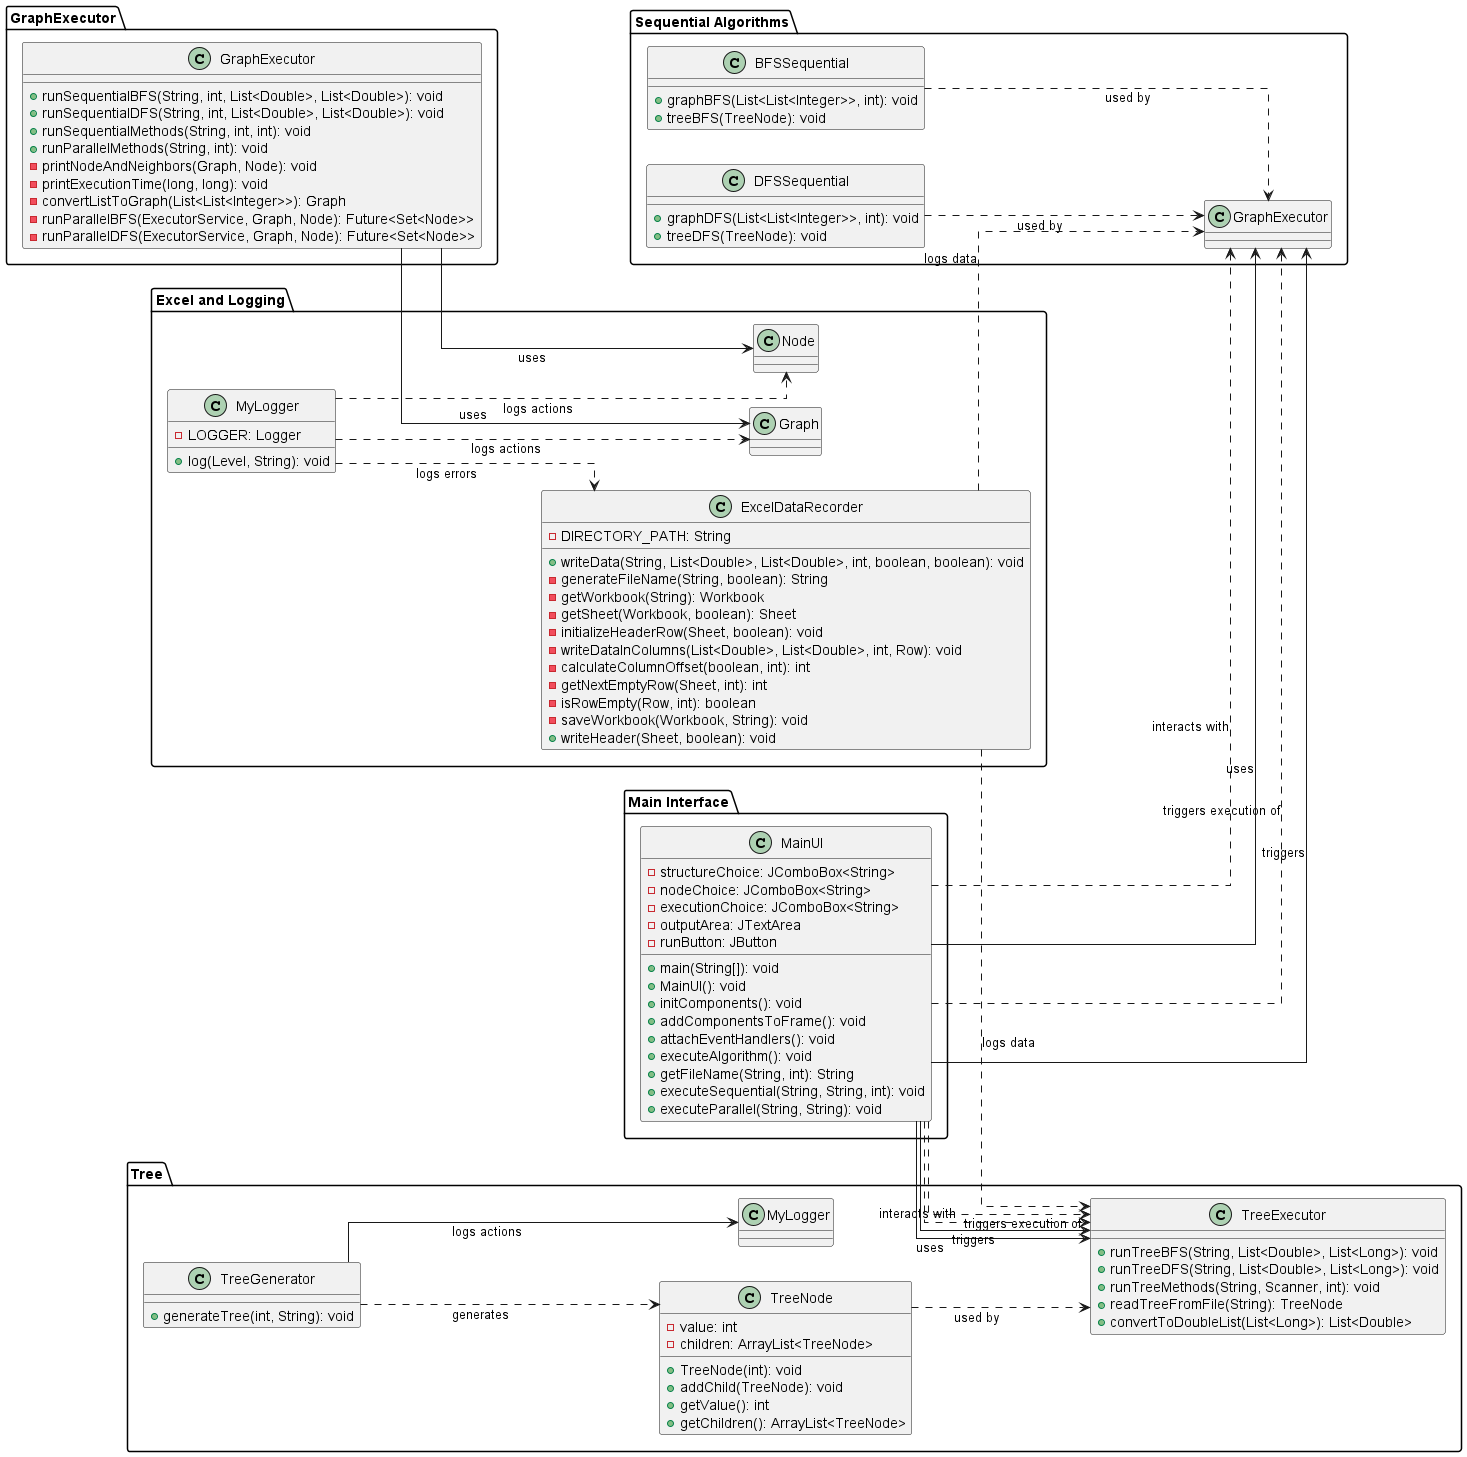 GraphExecutor
C GraphExecutor
runSequentialBFS(String, int, List<Double>, List<Double>): void
runSequentialDFS(String, int, List<Double>, List<Double>): void
runSequentialMethods(String, int, int): void
runParallelMethods(String, int): void
printNodeAndNeighbors(Graph, Node): void
printExecutionTime(long, long): void
convertListToGraph(List<List<Integer>>): Graph
runParallelBFS(ExecutorService, Graph, Node): Future<Set<Node>>
runParallelDFS(ExecutorService, Graph, Node): Future<Set<Node>>
Sequential Algorithms
C BFSSequential
graphBFS(List<List<Integer>>, int): void
treeBFS(TreeNode): void
used by
C DFSSequential
graphDFS(List<List<Integer>>, int): void
treeDFS(TreeNode): void
used by
C GraphExecutor
logs data
Excel and Logging
C Node
uses
C MyLogger
LOGGER: Logger
log(Level, String): void
logs actions
uses
C Graph
logs actions
logs errors
C ExcelDataRecorder
DIRECTORY_PATH: String
writeData(String, List<Double>, List<Double>, int, boolean, boolean): void
generateFileName(String, boolean): String
getWorkbook(String): Workbook
getSheet(Workbook, boolean): Sheet
initializeHeaderRow(Sheet, boolean): void
writeDataInColumns(List<Double>, List<Double>, int, Row): void
calculateColumnOffset(boolean, int): int
getNextEmptyRow(Sheet, int): int
isRowEmpty(Row, int): boolean
saveWorkbook(Workbook, String): void
writeHeader(Sheet, boolean): void
interacts with
uses
triggers execution of
triggers
Main Interface
C MainUI
structureChoice: JComboBox<String>
nodeChoice: JComboBox<String>
executionChoice: JComboBox<String>
outputArea: JTextArea
runButton: JButton
main(String[]): void
MainUI(): void
initComponents(): void
addComponentsToFrame(): void
attachEventHandlers(): void
executeAlgorithm(): void
getFileName(String, int): String
executeSequential(String, String, int): void
executeParallel(String, String): void
logs data
Tree
C MyLogger
logs actions
interacts with
triggers execution of
triggers
uses
C TreeExecutor
runTreeBFS(String, List<Double>, List<Long>): void
runTreeDFS(String, List<Double>, List<Long>): void
runTreeMethods(String, Scanner, int): void
readTreeFromFile(String): TreeNode
convertToDoubleList(List<Long>): List<Double>
C TreeGenerator
generateTree(int, String): void
generates
C TreeNode
value: int
children: ArrayList<TreeNode>
TreeNode(int): void
addChild(TreeNode): void
getValue(): int
getChildren(): ArrayList<TreeNode>
used by